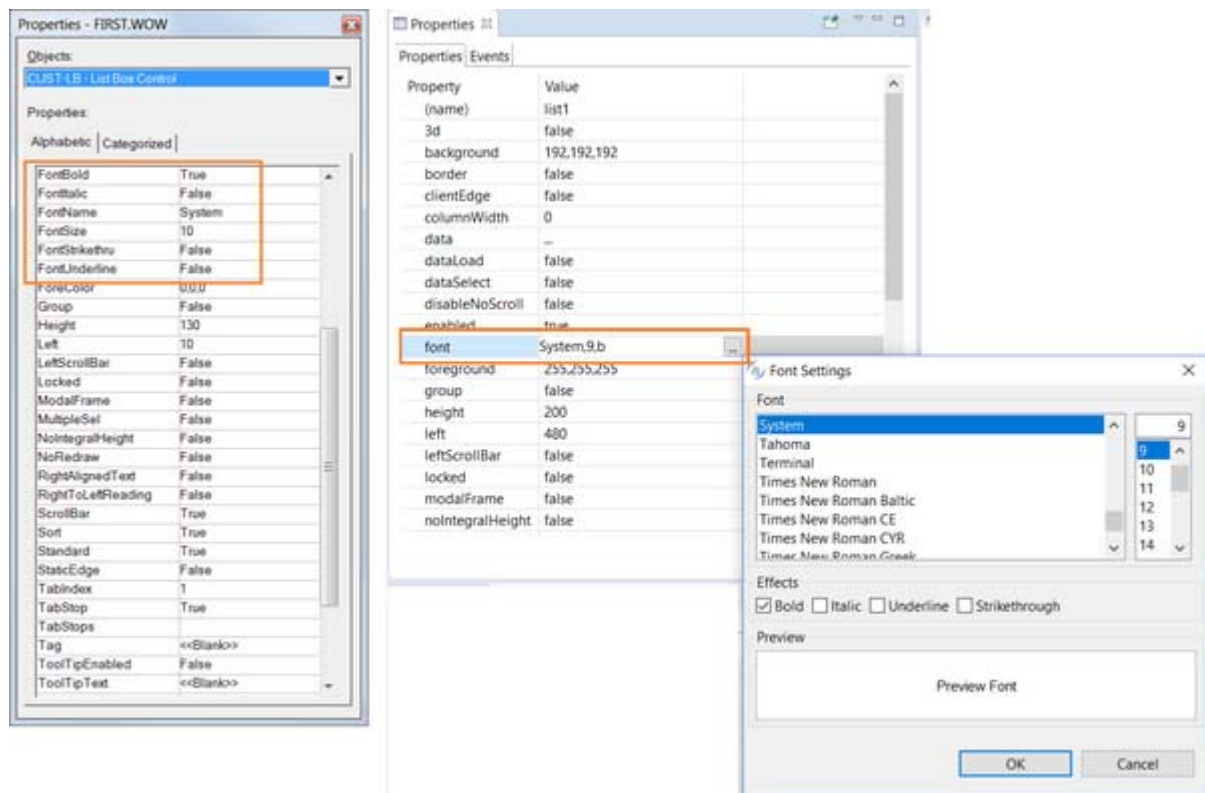 Properties - FIRST.WOW
Objects:
CUST-LB - List Box Control
Properties:
Alphabetic Categorized
FontBold True
FontItalic False
FontName System
FontSize 10
FontStrikethru False
FontUnderline False
ForeColor 0,0,0
Group False
Height 130
Left 10
LeftScrollBar False
Locked False
ModalFrame False
MultipleSel False
NoIntegralHeight False
NoRedraw False
RightAlignedText False
RightToLeftReading False
ScrollBar True
Sort True
Standard True
StaticEdge False
TabIndex 1
TabStop True
TabStops
Tag <<Blank>>
ToolTipEnabled False
ToolTipText <<Blank>>
Properties
Properties Events
Property Value
(name) list1
3d false
background 192,192,192
border false
clientEdge false
columnWidth 0
data ...
dataLoad false
dataSelect false
disableNoScroll false
enabled true
font System,9,b ...
foreground 255,255,255
group false
height 200
left 480
leftScrollBar false
locked false
modalFrame false
noIntegralHeight false
Font Settings
Font
System
Tahoma
Terminal
Times New Roman
Times New Roman Baltic
Times New Roman CE
Times New Roman CYR
Times New Roman Greek
9
9
10
11
12
13
14
Effects
Bold Italic Underline Strikethrough
Preview
Preview Font
OK Cancel